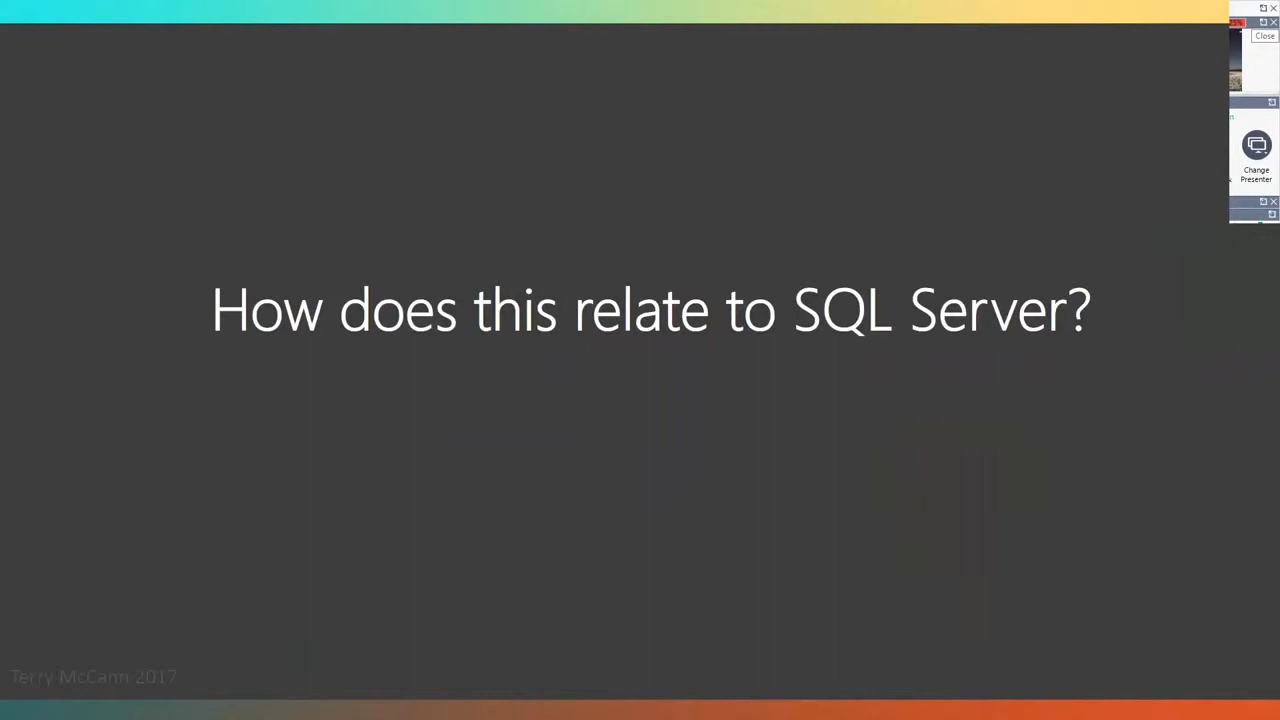 Close
Change
Presenter
How does this relate to SQL Server?
Terry McCann 2017